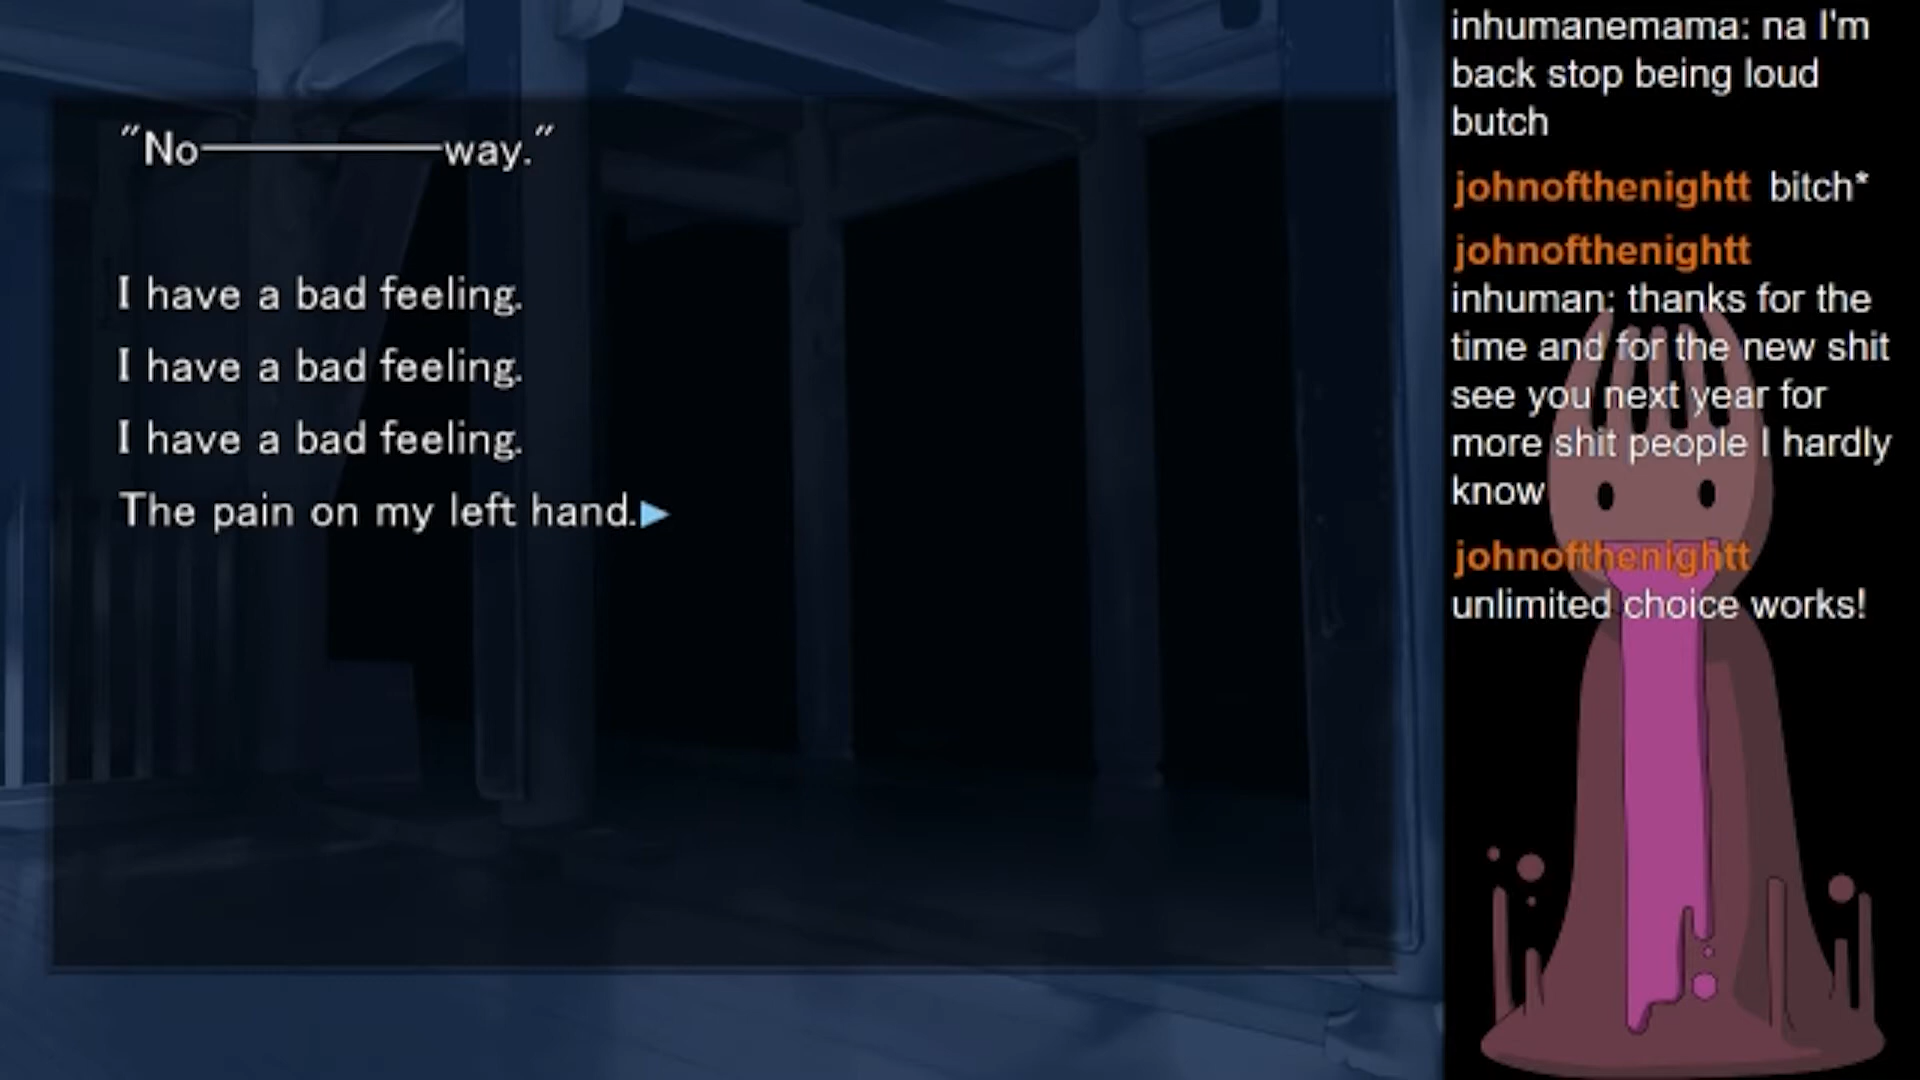 "No————way."
I have a bad feeling.
I have a bad feeling.
I have a bad feeling.
The pain on my left hand.
inhumanemama: na I'm
back stop being loud
butch
johnofthenightt bitch*
johnofthenightt
inhuman: thanks for the
time and for the new shit
see you next year for
more shit people I hardly
know
johnofthenightt
unlimited choice works!